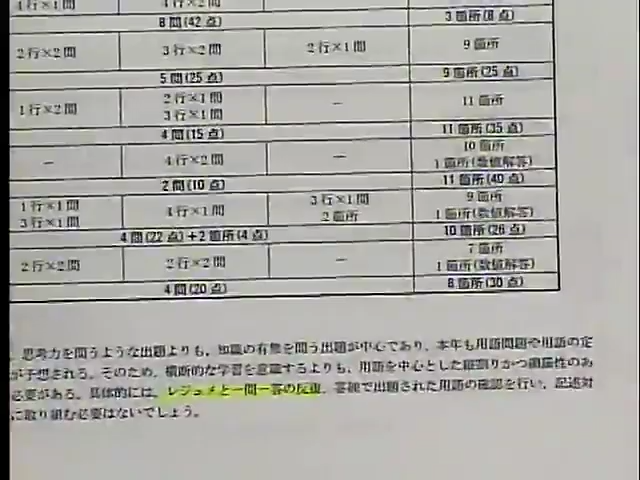 4行×1問 4行×2問
8問(42点) 3箇所(8点)
2行×2問 3行×2問 2行×1問 9箇所
5問(25点) 9箇所(25点)
1行×2問 2行×1問 — 11箇所
3行×1問
4問(15点) 11箇所(35点)
— 4行×2問 — 10箇所
1箇所(数値解答)
2問(10点) 11箇所(40点)
1行×1問 4行×1問 3行×1問 9箇所
3行×1問 2箇所 1箇所(数値解答)
4問(22点)+2箇所(4点) 10箇所(26点)
2行×2問 2行×2問 — 7箇所
1箇所(数値解答)
4問(20点) 8箇所(30点)
思考力を問うような出題よりも、知識の有無を問う出題が中心であり、本年も用語問題や用語の定
が予想される。そのため、横断的な学習を意識するよりも、用語を中心とした縦割りかつ網羅性のあ
必要がある。具体的には、レジュメと一問一答の反復、答練で出題された用語の確認を行い、記述対
に取り組む必要はないでしょう。